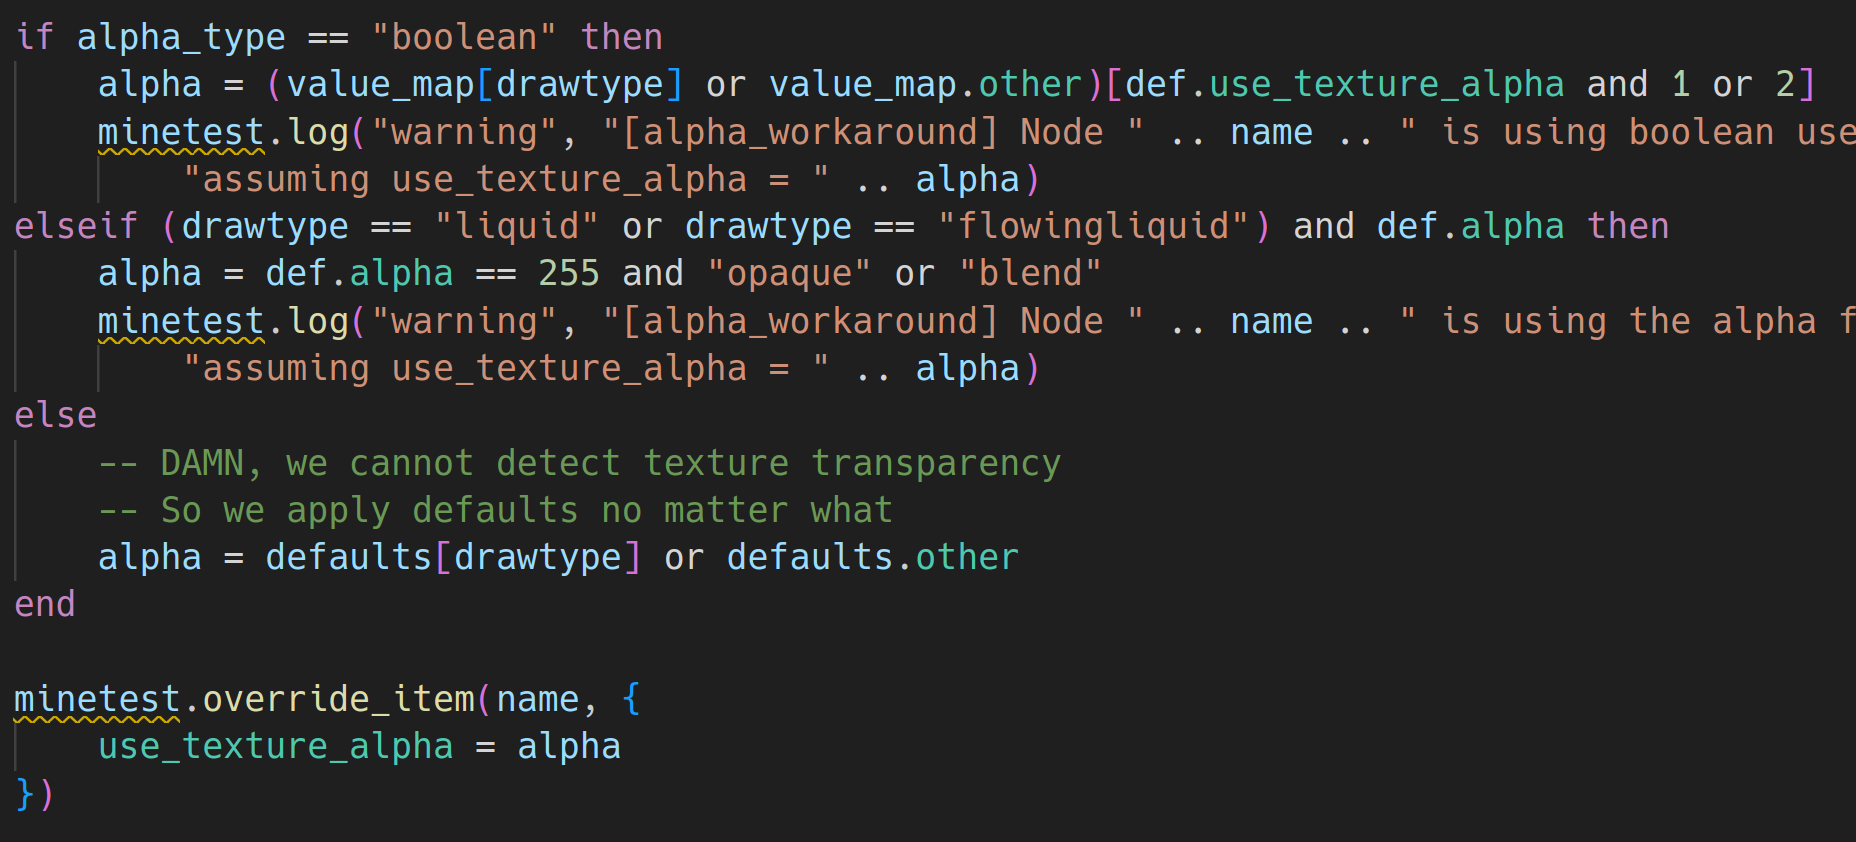 if alpha_type == "boolean" then
    alpha = (value_map[drawtype] or value_map.other)[def.use_texture_alpha and 1 or 2]
    minetest.log("warning", "[alpha_workaround] Node " .. name .. " is using boolean use
        "assuming use_texture_alpha = " .. alpha)
elseif (drawtype == "liquid" or drawtype == "flowingliquid") and def.alpha then
    alpha = def.alpha == 255 and "opaque" or "blend"
    minetest.log("warning", "[alpha_workaround] Node " .. name .. " is using the alpha f
        "assuming use_texture_alpha = " .. alpha)
else
    -- DAMN, we cannot detect texture transparency
    -- So we apply defaults no matter what
    alpha = defaults[drawtype] or defaults.other
end

minetest.override_item(name, {
    use_texture_alpha = alpha
})